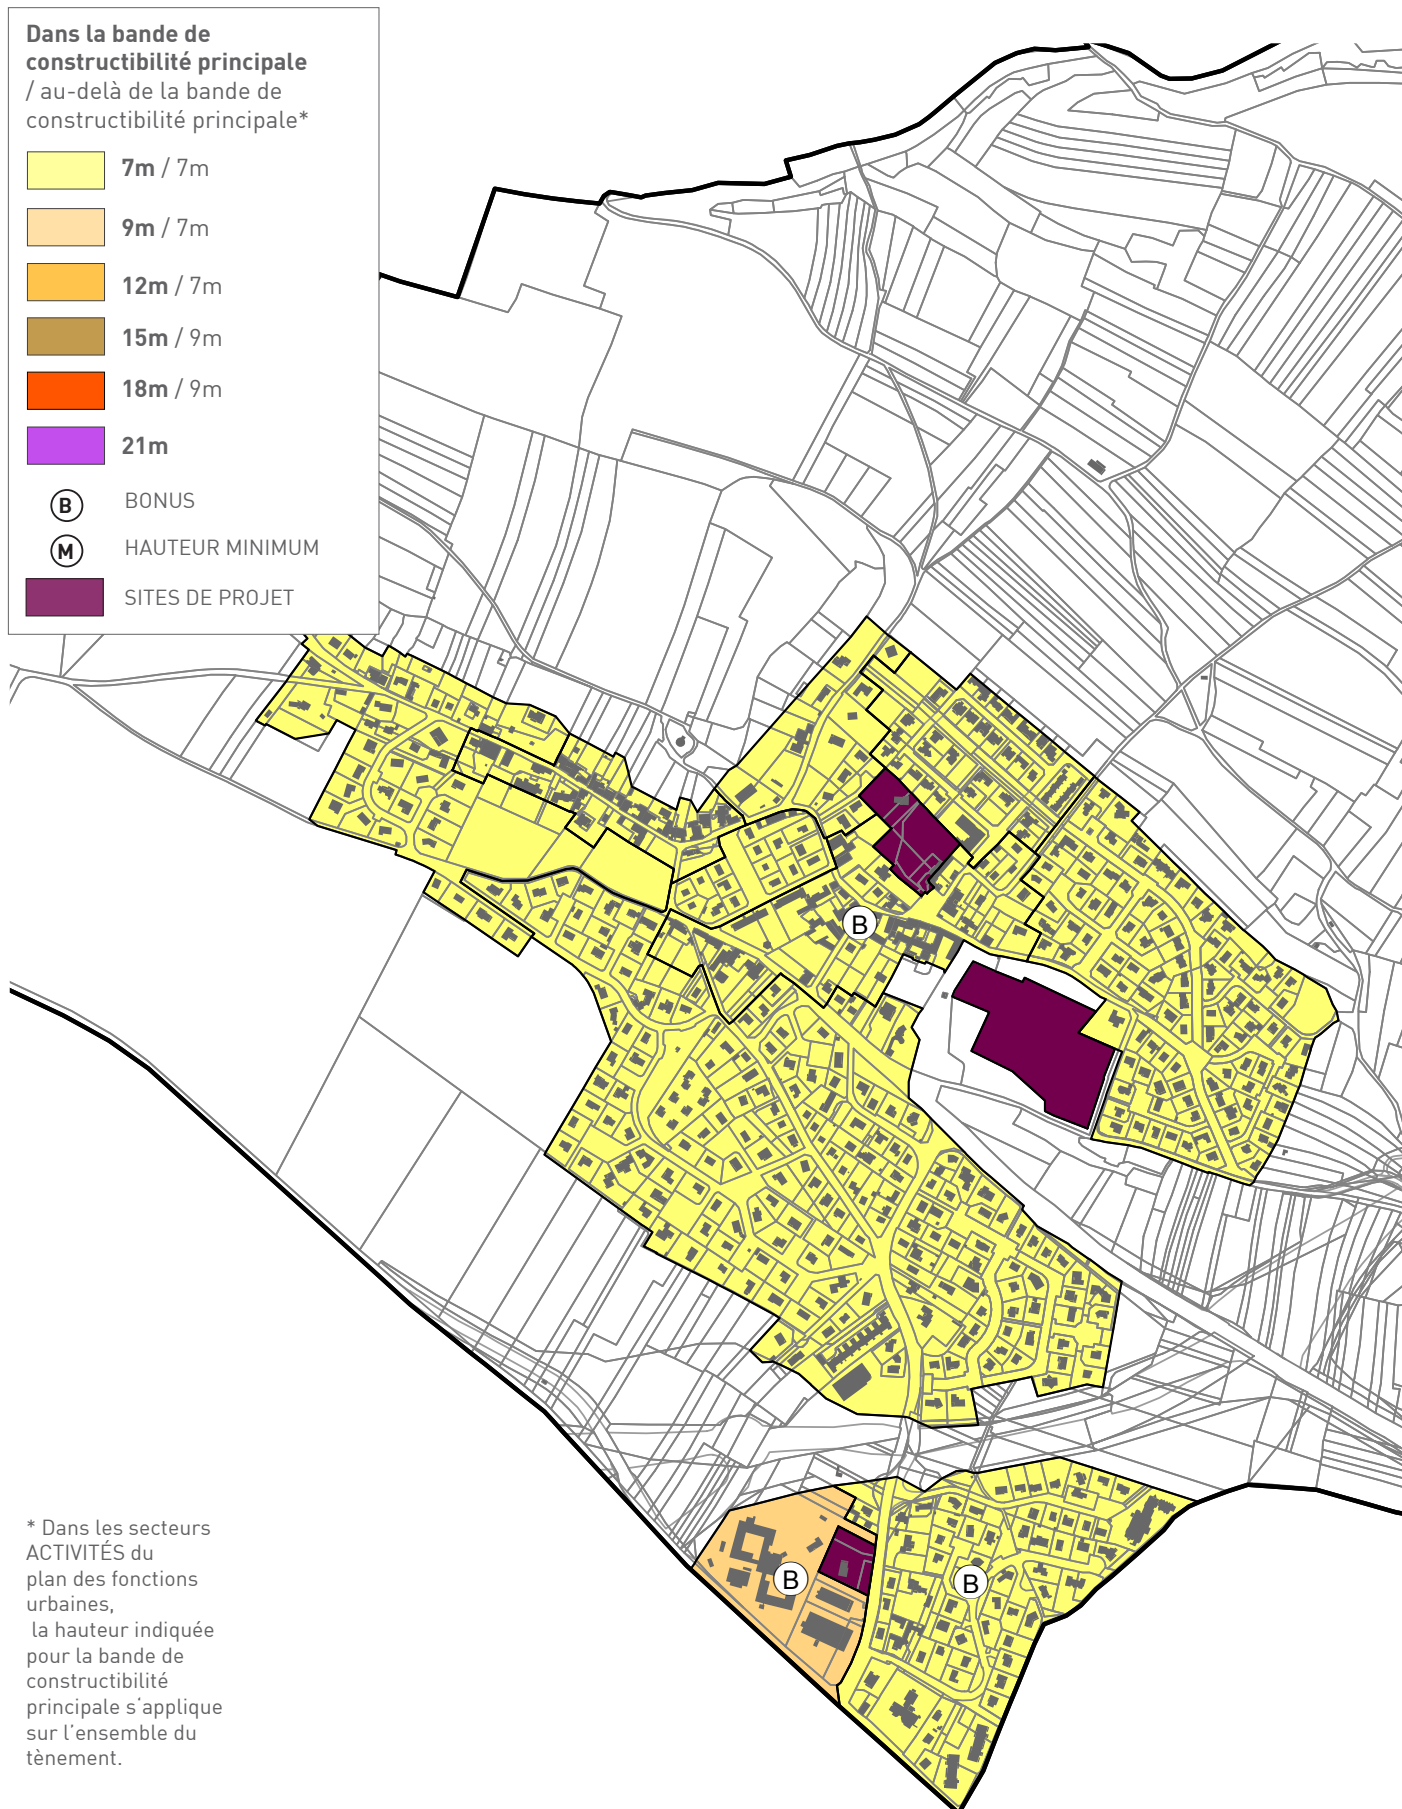 Dans la bande de
constructibilité principale
/ au-delà de la bande de
constructibilité principale*
7m / 7m
9m / 7m
12m / 7m
15m / 9m
18m / 9m
21m
B BONUS
M HAUTEUR MINIMUM
SITES DE PROJET
B
B
B
* Dans les secteurs
ACTIVITÉS du
plan des fonctions
urbaines,
la hauteur indiquée
pour la bande de
constructibilité
principale s'applique
sur l'ensemble du
tènement.